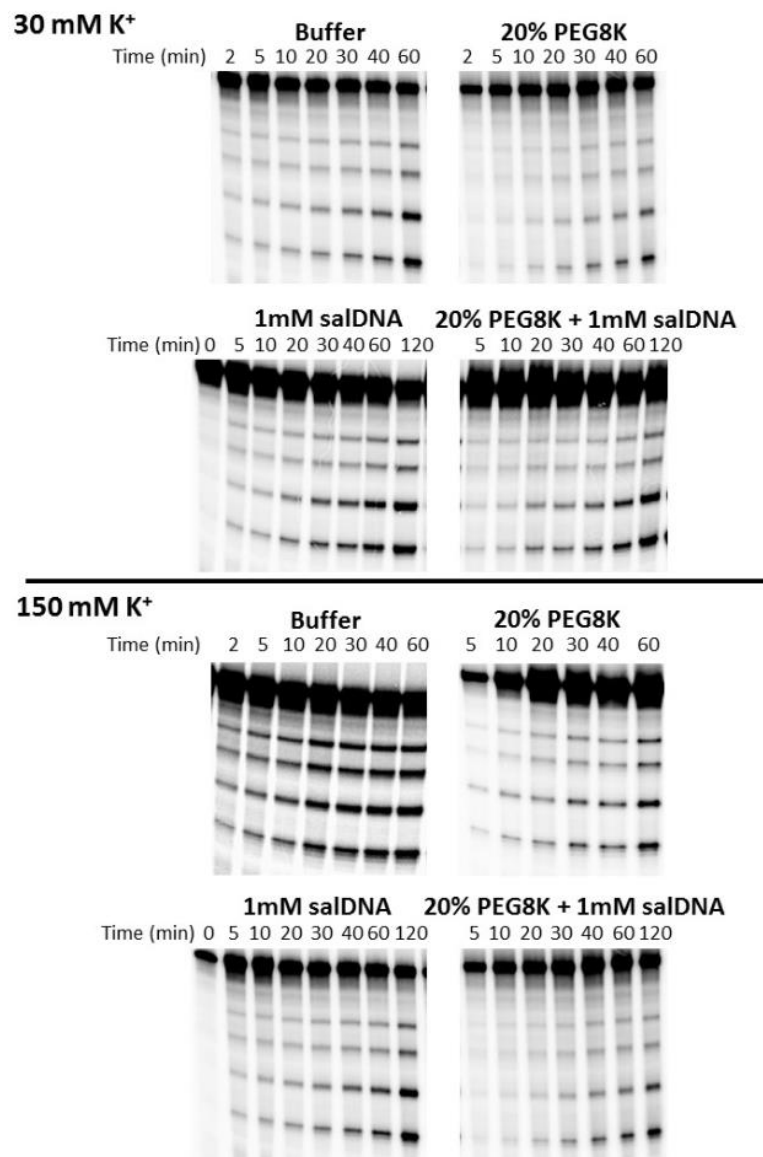 30 mM K⁺
Buffer 20% PEG8K
Time (min) 2 5 10 20 30 40 60 2 5 10 20 30 40 60
1mM salDNA 20% PEG8K + 1mM salDNA
Time (min) 0 5 10 20 30 40 60 120 5 10 20 30 40 60 120
150 mM K⁺
Buffer 20% PEG8K
Time (min) 2 5 10 20 30 40 60 5 10 20 30 40 60
1mM salDNA 20% PEG8K + 1mM salDNA
Time (min) 0 5 10 20 30 40 60 120 5 10 20 30 40 60 120